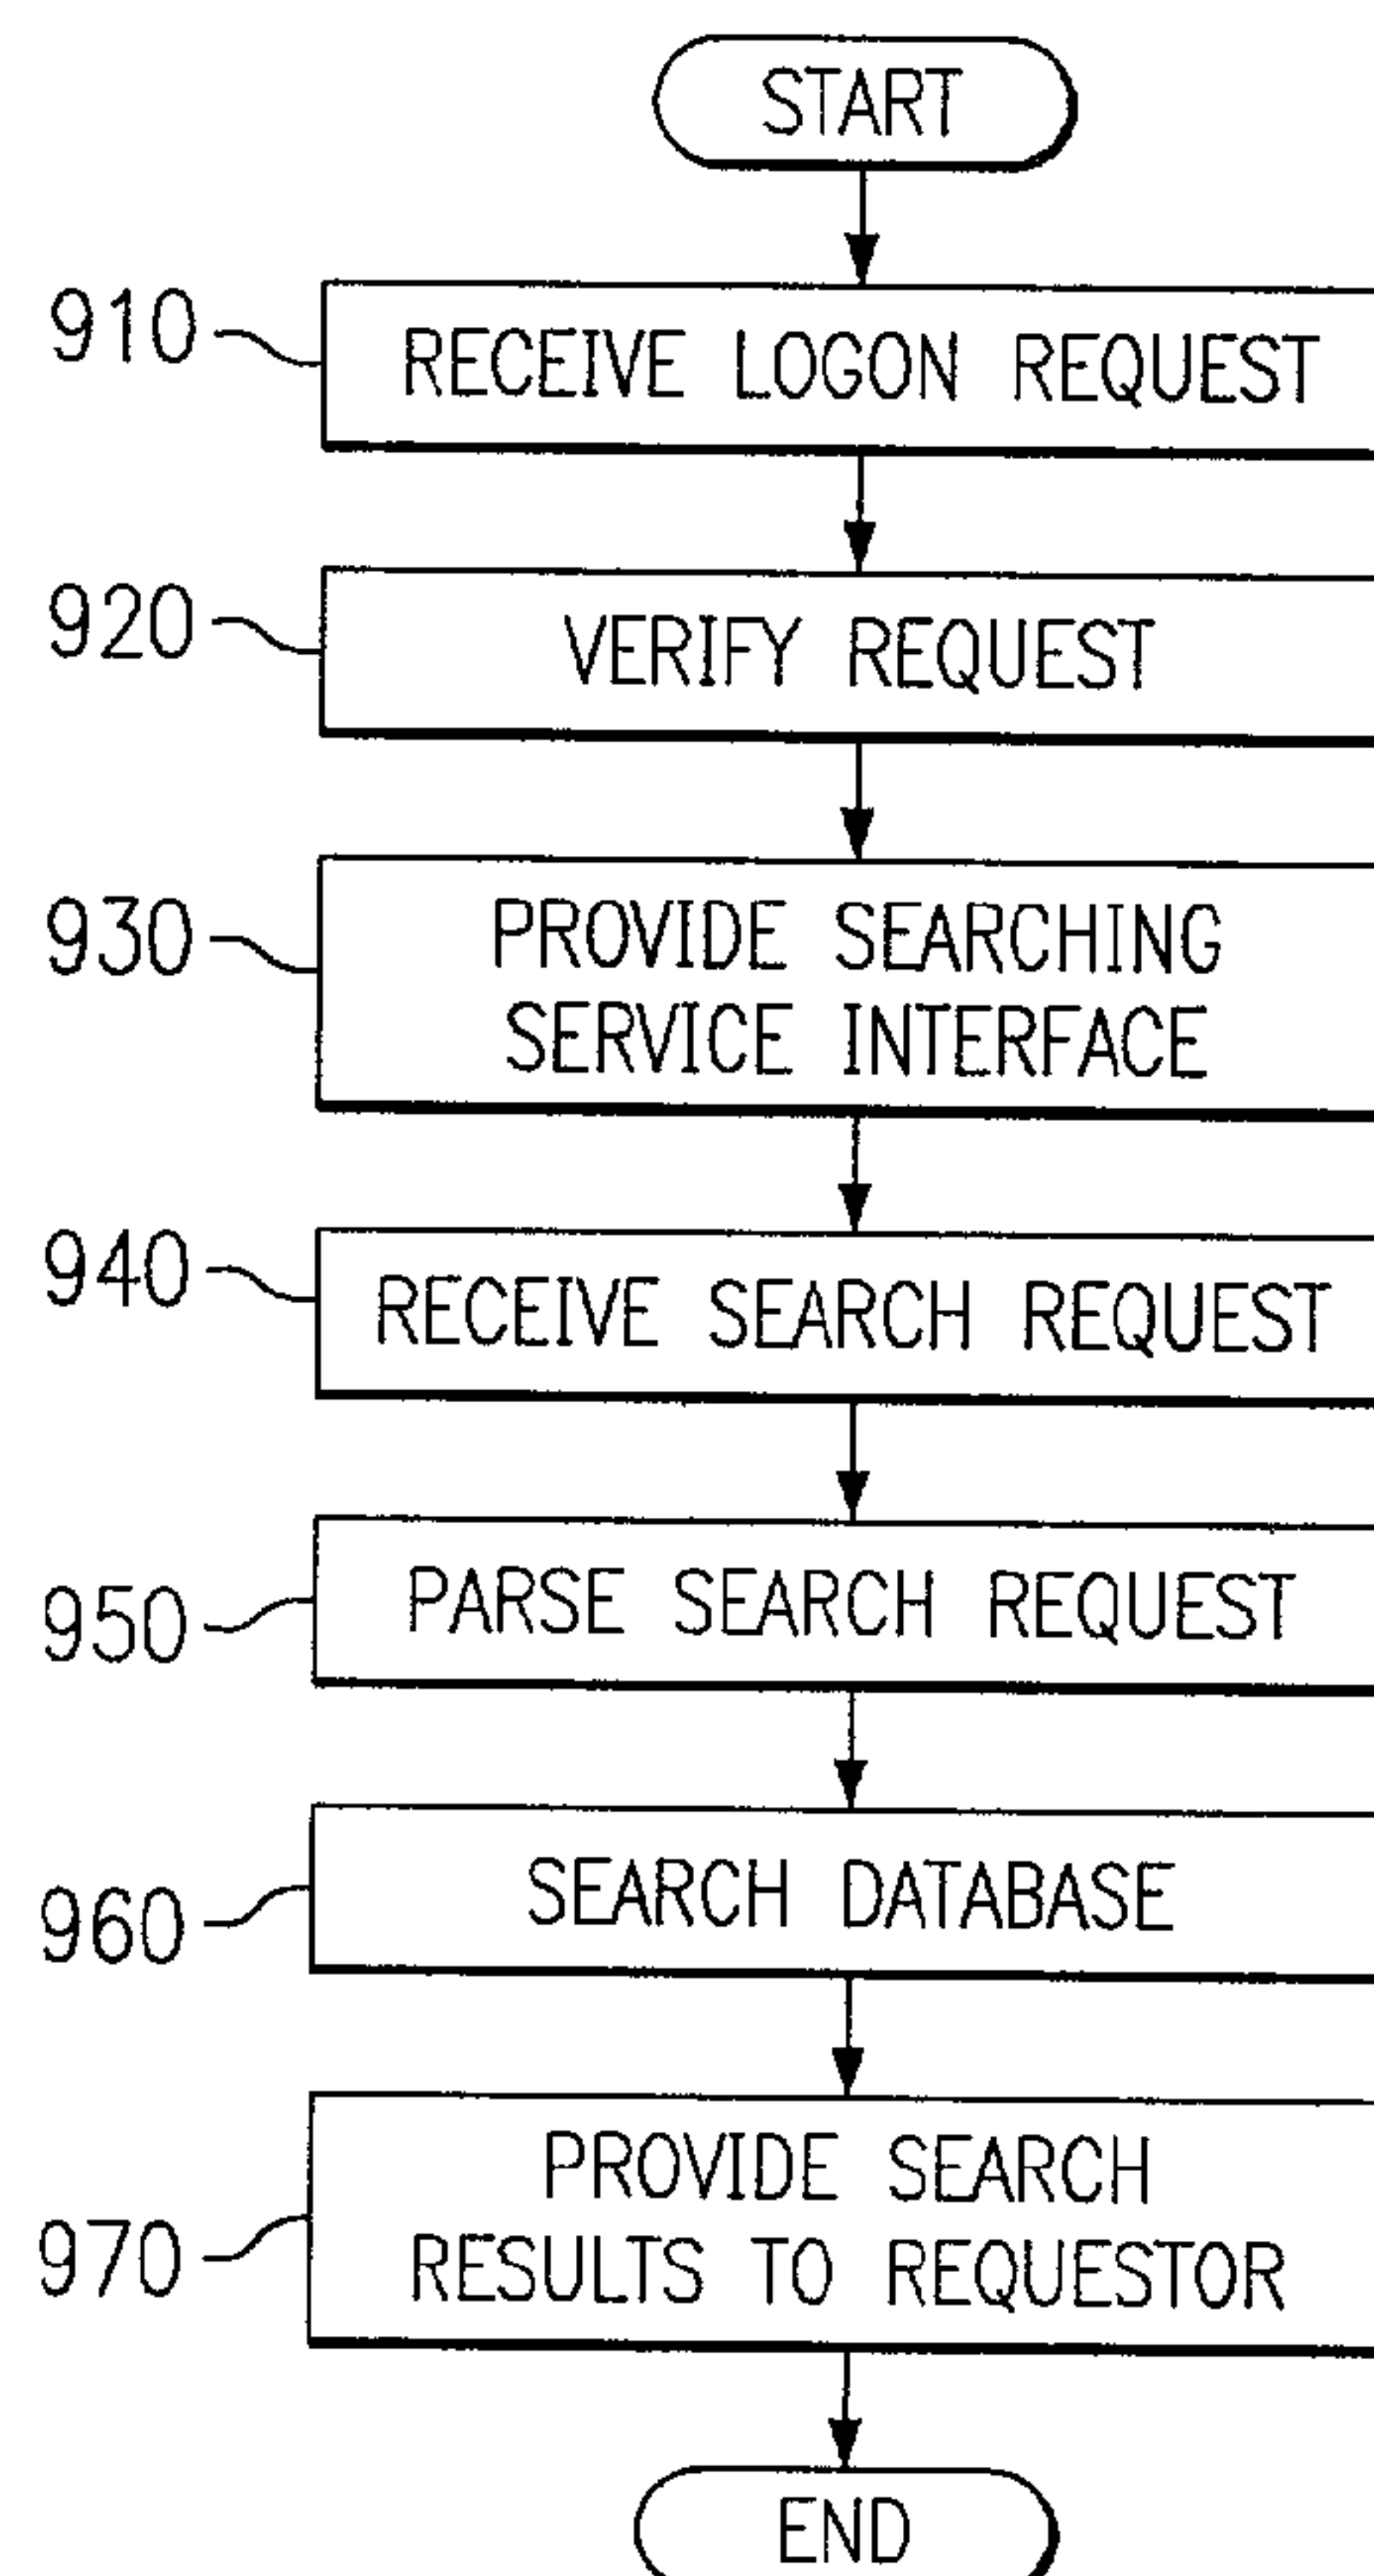 START
910
RECEIVE LOGON REQUEST
920
VERIFY REQUEST
930
PROVIDE SEARCHING
SERVICE INTERFACE
940
RECEIVE SEARCH REQUEST
950
PARSE SEARCH REQUEST
960
SEARCH DATABASE
970
PROVIDE SEARCH
RESULTS TO REQUESTOR
END